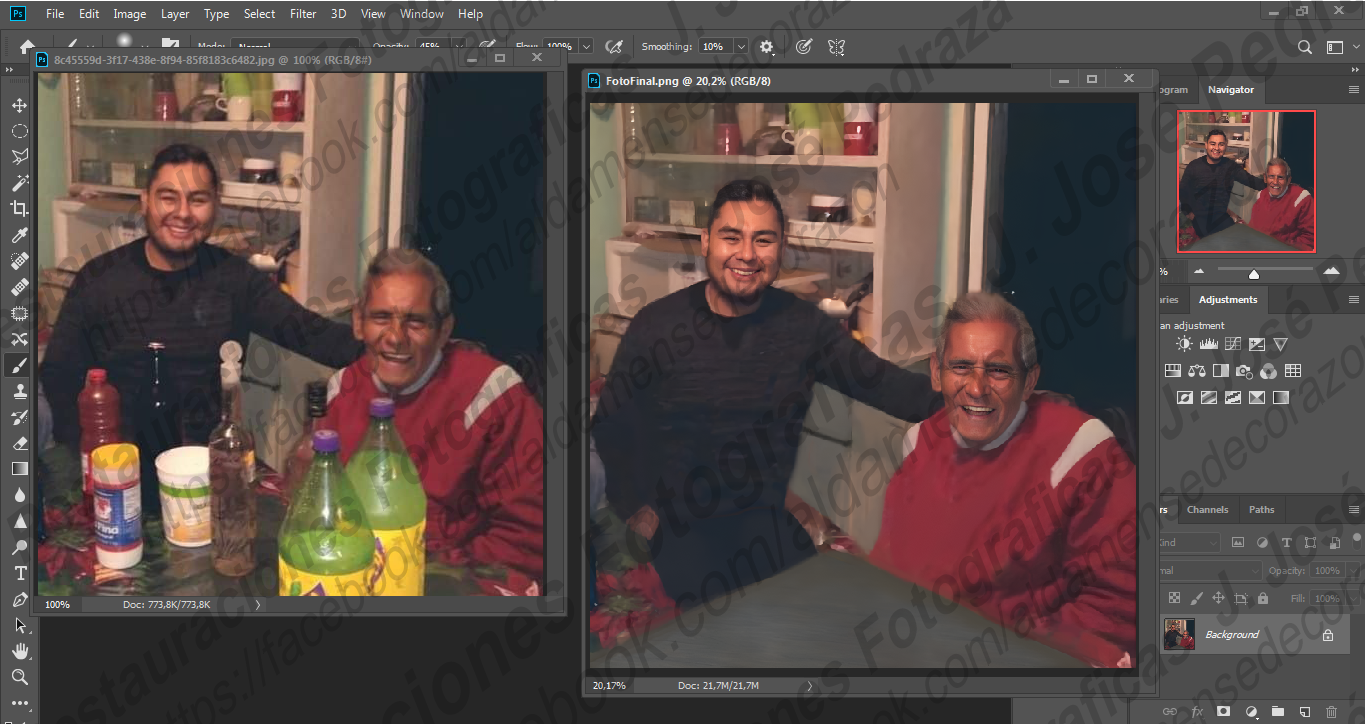 Ps File Edit Image Layer Type Select Filter 3D View Window Help
Mode: Normal Opacity: 45% Flow: 100% Smoothing: 10%
8c45559d-3f17-438e-8f94-85f8183c6482.jpg @ 100% (RGB/8#)
FotoFinal.png @ 20,2% (RGB/8)
ogram Navigator
%
aries Adjustments
an adjustment
rs Channels Paths
Kind
mal Opacity: 100%
Fill: 100%
Background
fx
100% Doc: 773,8K/773,8K
20,17% Doc: 21,7M/21,7M
Restauraciones Fotograficas J. José Pedraza
https://facebook.com/aldamensedecorazon